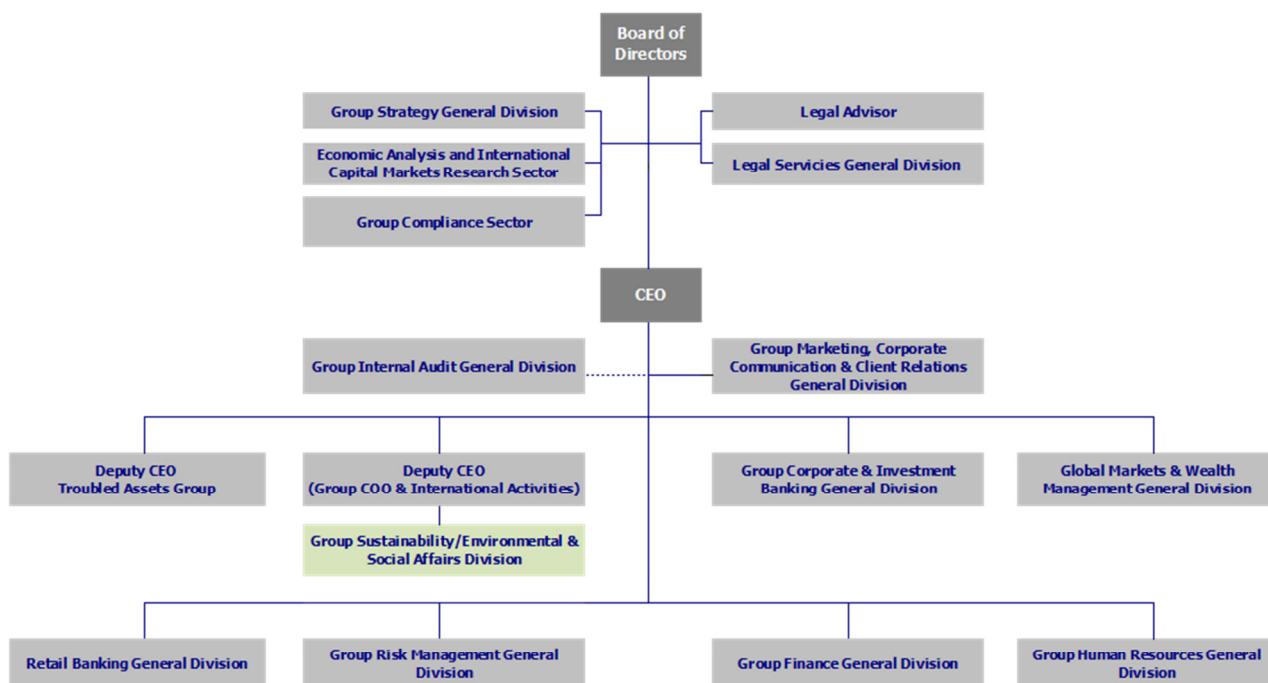 Board of
Directors
Group Strategy General Division
Legal Advisor
Economic Analysis and International
Capital Markets Research Sector
Legal Servicies General Division
Group Compliance Sector
CEO
Group Internal Audit General Division
Group Marketing, Corporate
Communication & Client Relations
General Division
Deputy CEO
Troubled Assets Group
Deputy CEO
(Group COO & International Activities)
Group Corporate & Investment
Banking General Division
Global Markets & Wealth
Management General Division
Group Sustainability/Environmental &
Social Affairs Division
Retail Banking General Division
Group Risk Management General
Division
Group Finance General Division
Group Human Resources General
Division